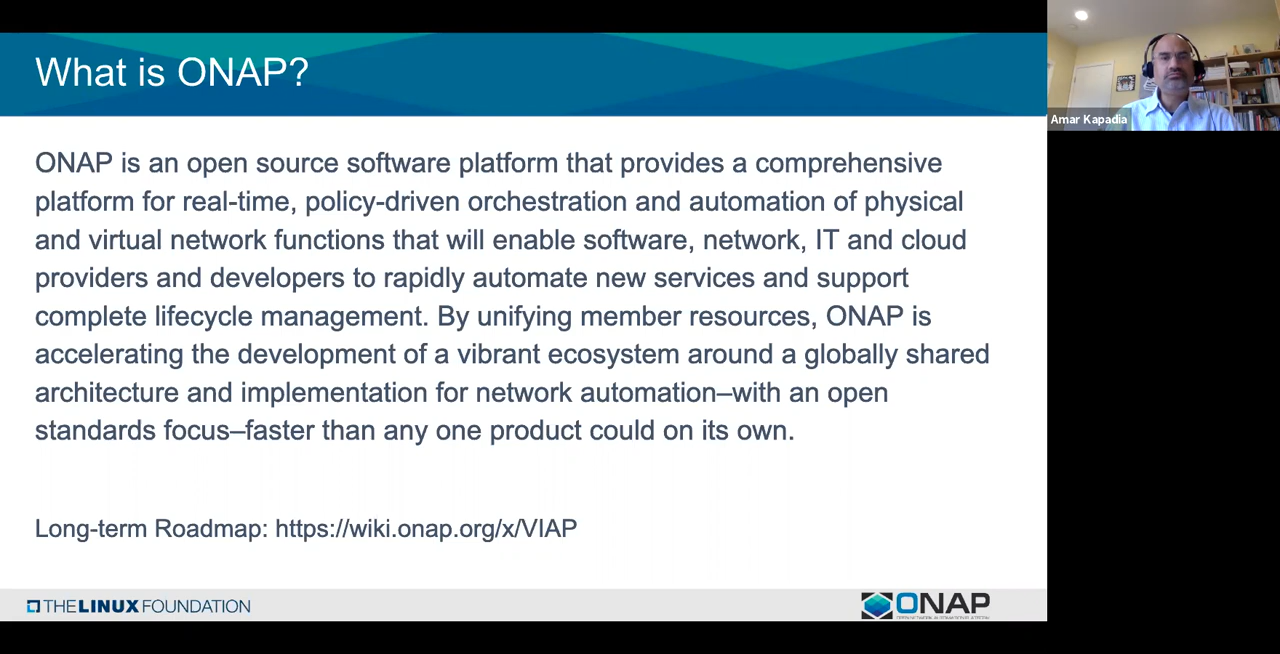 What is ONAP?
Amar Kapadia
ONAP is an open source software platform that provides a comprehensive
platform for real-time, policy-driven orchestration and automation of physical
and virtual network functions that will enable software, network, IT and cloud
providers and developers to rapidly automate new services and support
complete lifecycle management. By unifying member resources, ONAP is
accelerating the development of a vibrant ecosystem around a globally shared
architecture and implementation for network automation–with an open
standards focus–faster than any one product could on its own.
Long-term Roadmap: https://wiki.onap.org/x/VIAP
THE LINUX FOUNDATION
ONAP